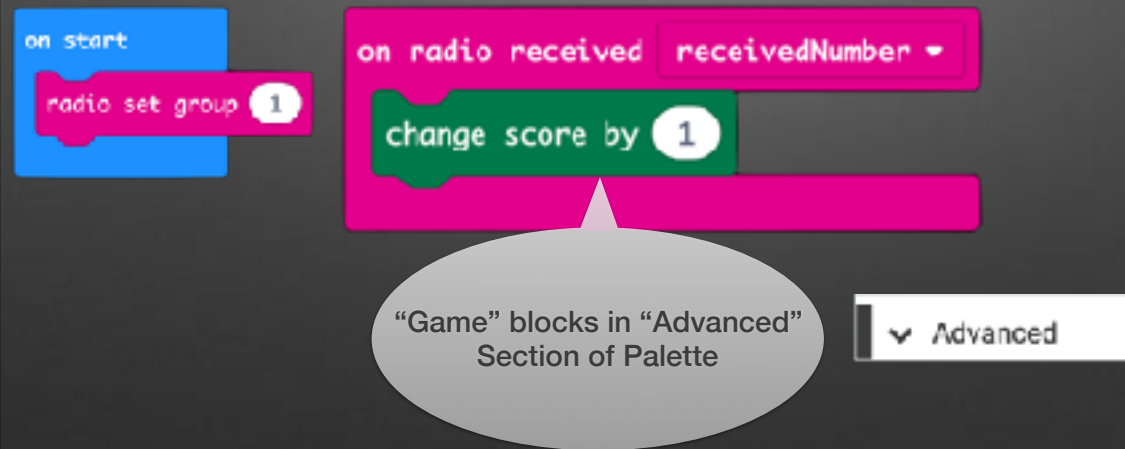 on start
radio set group 1
on radio received receivedNumber
change score by 1
“Game” blocks in “Advanced”
Section of Palette
Advanced